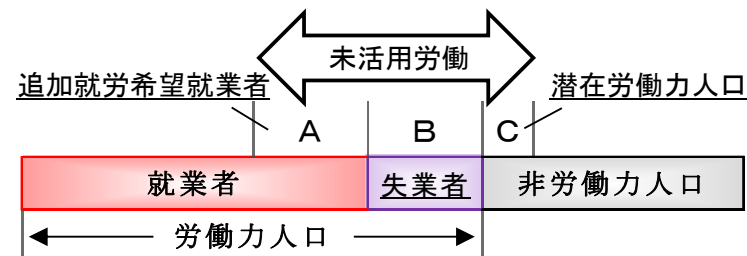 未活用労働
追加就労希望就業者
潜在労働力人口
A B C
就業者 失業者 非労働力人口
労働力人口